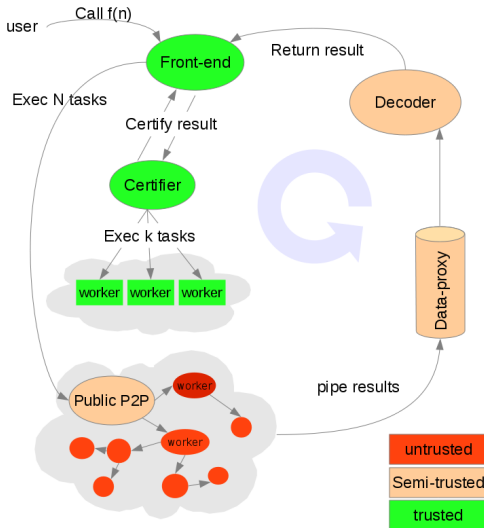 user
Call f(n)
Front-end
Return result
Decoder
Exec N tasks
Certify result
Certifier
Exec k tasks
worker
worker
worker
Data-proxy
Public P2P
worker
worker
pipe results
untrusted
Semi-trusted
trusted